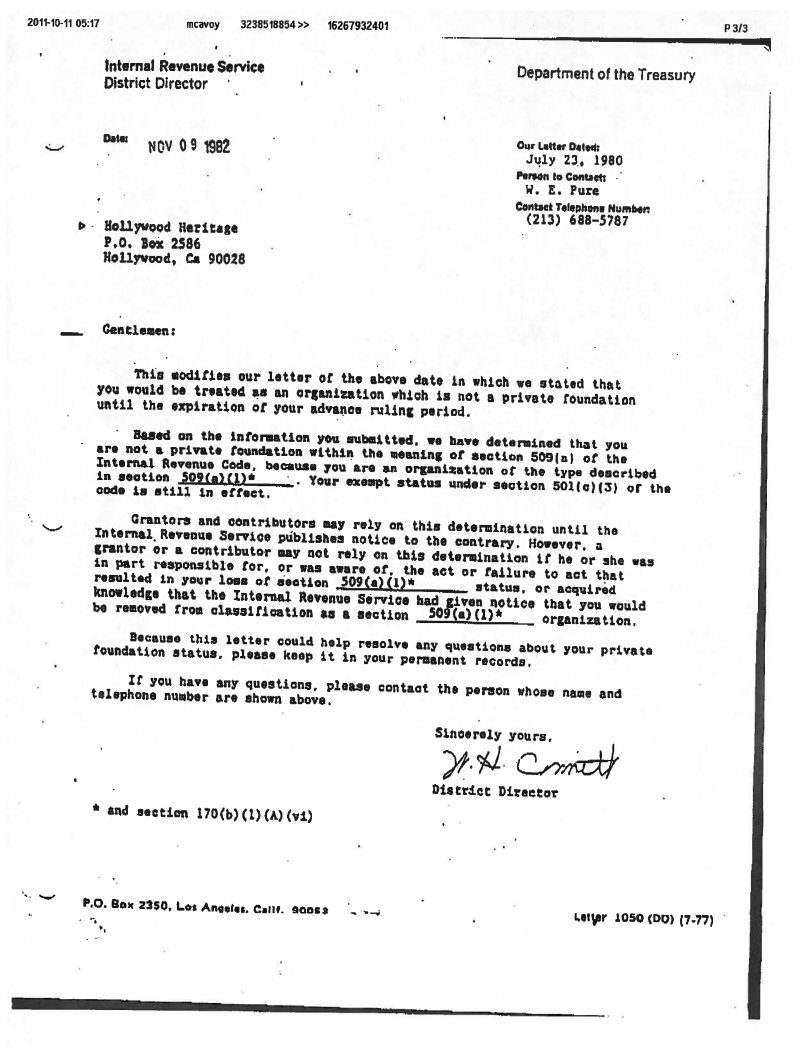 2011-10-11 05:17 mcavoy 3238518854 >> 16267932401 P 3/3
Internal Revenue Service
District Director
Department of the Treasury
Date: NOV 09 1982
Our Letter Dated:
July 23, 1980
Person to Contact:
W. E. Pure
Contact Telephone Number:
(213) 688-5787
Hollywood Heritage
P.O. Box 2586
Hollywood, Ca 90028
Gentlemen:
This modifies our letter of the above date in which we stated that
you would be treated as an organization which is not a private foundation
until the expiration of your advance ruling period.
Based on the information you submitted, we have determined that you
are not a private foundation within the meaning of section 509(a) of the
Internal Revenue Code, because you are an organization of the type described
in section 509(a)(1)* . Your exempt status under section 501(c)(3) of the
code is still in effect.
Grantors and contributors may rely on this determination until the
Internal Revenue Service publishes notice to the contrary. However, a
grantor or a contributor may not rely on this determination if he or she was
in part responsible for, or was aware of, the act or failure to act that
resulted in your loss of section 509(a)(1)* status, or acquired
knowledge that the Internal Revenue Service had given notice that you would
be removed from classification as a section 509(a)(1)* organization.
Because this letter could help resolve any questions about your private
foundation status, please keep it in your permanent records.
If you have any questions, please contact the person whose name and
telephone number are shown above.
Sincerely yours,
District Director
* and section 170(b)(1)(A)(vi)
P.O. Box 2350, Los Angeles, Calif. 90053
Letter 1050 (DO) (7-77)